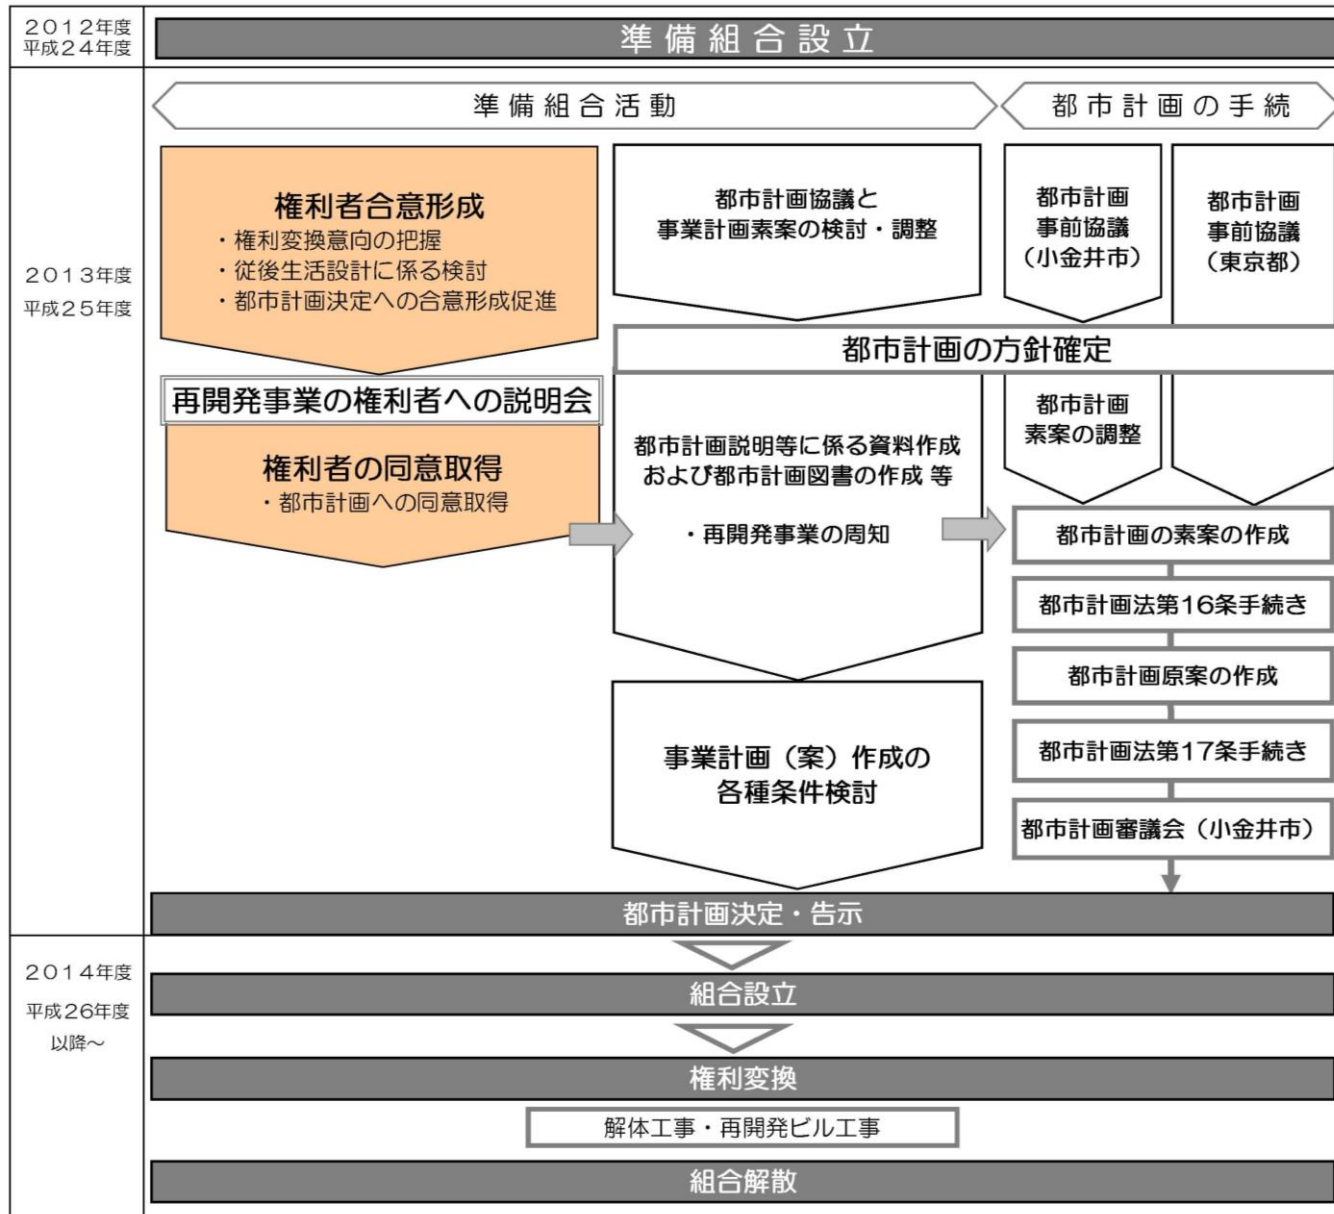 ２０１２年度
平成２４年度
準備組合設立
２０１３年度
平成２５年度
準備組合活動
都市計画の手続
権利者合意形成
・権利変換意向の把握
・従後生活設計に係る検討
・都市計画決定への合意形成促進
都市計画協議と
事業計画素案の検討・調整
都市計画
事前協議
（小金井市）
都市計画
事前協議
（東京都）
都市計画の方針確定
再開発事業の権利者への説明会
権利者の同意取得
・都市計画への同意取得
都市計画説明等に係る資料作成
および都市計画図書の作成 等
・再開発事業の周知
都市計画
素案の調整
都市計画の素案の作成
都市計画法第16条手続き
都市計画原案の作成
都市計画法第17条手続き
都市計画審議会（小金井市）
事業計画（案）作成の
各種条件検討
都市計画決定・告示
２０１４年度
平成２６年度
以降～
組合設立
権利変換
解体工事・再開発ビル工事
組合解散